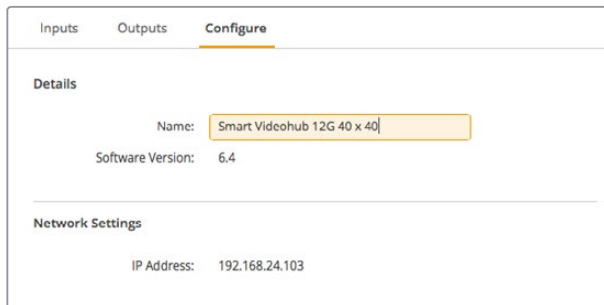 Inputs Outputs Configure
Details
Name: Smart Videohub 12G 40 x 40
Software Version: 6.4
Network Settings
IP Address: 192.168.24.103